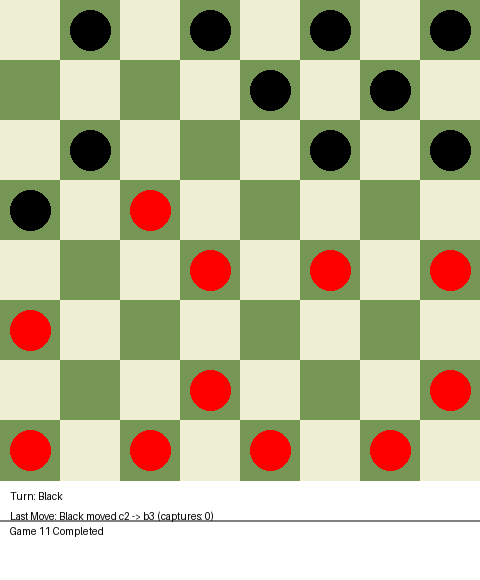 Turn: Black
Last Move: Black moved c2 -> b3 (captures: 0)
Game 11 Completed